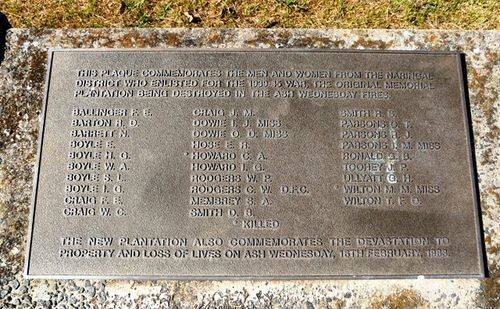 THIS PLAQUE COMMEMORATES THE MEN AND WOMEN FROM THE NARINGAL
DISTRICT WHO ENLISTED FOR THE 1939-45 WAR, THE ORIGINAL MEMORIAL
PLANTATION BEING DESTROYED IN THE ASH WEDNESDAY FIRES.
BALLINGER F. E.
BARTON F. D.
BARRETT N.
BOYLE E.
BOYLE H. G.
BOYLE W. A.
BOYLE S. L.
BOYLE I. G.
CRAIG F. E.
CRAIG W. C.
CRAIG J. M.
DOWIE I. J. MISS
DOWIE O. D. MISS
HOSE E. R.
* HOWARD C. A.
HOWARD I. G.
RODGERS W. P.
RODGERS C. W. D.F.C.
MEMBREY S. A.
SMITH D. G.
SMITH R. G.
PARSONS C. T.
PARSONS R. J.
PARSONS I. M. MISS
RONALD J. B.
TOOHEY J. P.
ULLYATT G. H.
* WILTON M. M. MISS
WILTON T. F. O.
* KILLED
THE NEW PLANTATION ALSO COMMEMORATES THE DEVASTATION TO
PROPERTY AND LOSS OF LIVES ON ASH WEDNESDAY, 16TH FEBRUARY, 1983.